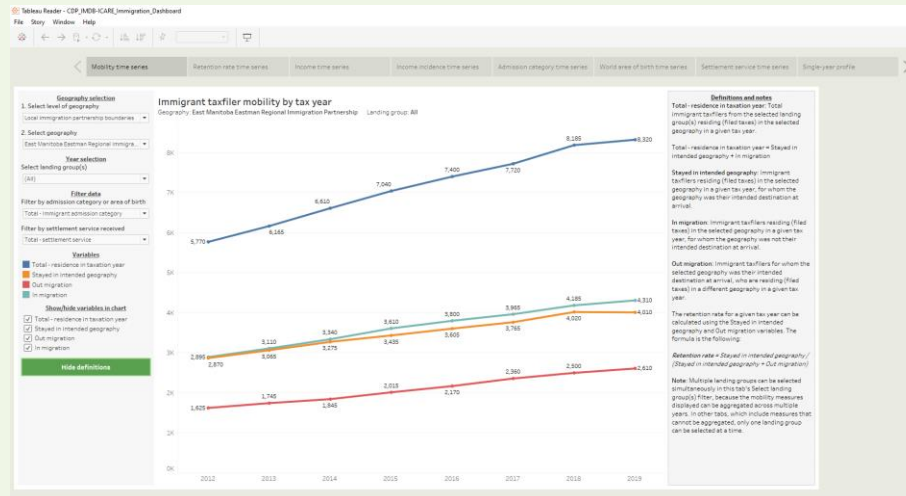 Tableau Reader - CDP_IMDB-ICARE_Immigration_Dashboard
File Story Window Help
Mobility time series
Retention rate time series
Income time series
Income incidence time series
Admission category time series
World area of birth time series
Settlement service time series
Single-year profile
Geography selection
1. Select level of geography
Local immigration partnership boundaries
2. Select geography
East Manitoba Eastman Regional Immigra...
Year selection
Select landing group(s)
(All)
Filter data
Filter by admission category or area of birth
Total - immigrant admission category
Filter by settlement service received
Total - settlement service
Variables
Total - residence in taxation year
Stayed in intended geography
Out migration
In migration
Show/hide variables in chart
Total - residence in taxation year
Stayed in intended geography
Out migration
In migration
Hide definitions
Immigrant taxfiler mobility by tax year
Geography: East Manitoba Eastman Regional Immigration Partnership Landing group: All
8K
7K
6K
5K
4K
3K
2K
1K
0K
5,770
6,165
6,610
7,040
7,400
7,720
8,185
8,320
2,895
3,110
3,340
3,610
3,800
3,955
4,185
4,310
2,870
3,055
3,275
3,435
3,605
3,765
4,020
4,010
1,625
1,745
1,845
2,015
2,170
2,360
2,500
2,610
2012 2013 2014 2015 2016 2017 2018 2019
Definitions and notes
Total - residence in taxation year: Total
immigrant taxfilers from the selected landing
group(s) residing (filed taxes) in the selected
geography in a given tax year.
Total - residence in taxation year = Stayed in
intended geography + In migration
Stayed in intended geography: Immigrant
taxfilers residing (filed taxes) in the selected
geography in a given tax year, for whom the
geography was their intended destination at
arrival.
In migration: Immigrant taxfilers residing (filed
taxes) in the selected geography in a given tax
year, for whom the geography was not their
intended destination at arrival.
Out migration: Immigrant taxfilers for whom the
selected geography was their intended
destination at arrival, who are residing (filed
taxes) in a different geography in a given tax
year.
The retention rate for a given tax year can be
calculated using the Stayed in intended
geography and Out migration variables. The
formula is the following:
Retention rate = Stayed in intended geography /
(Stayed in intended geography + Out migration)
Note: Multiple landing groups can be selected
simultaneously in this tab's Select landing
group(s) filter, because the mobility measures
displayed can be aggregated across multiple
years. In other tabs, which include measures that
cannot be aggregated, only one landing group
can be selected at a time.